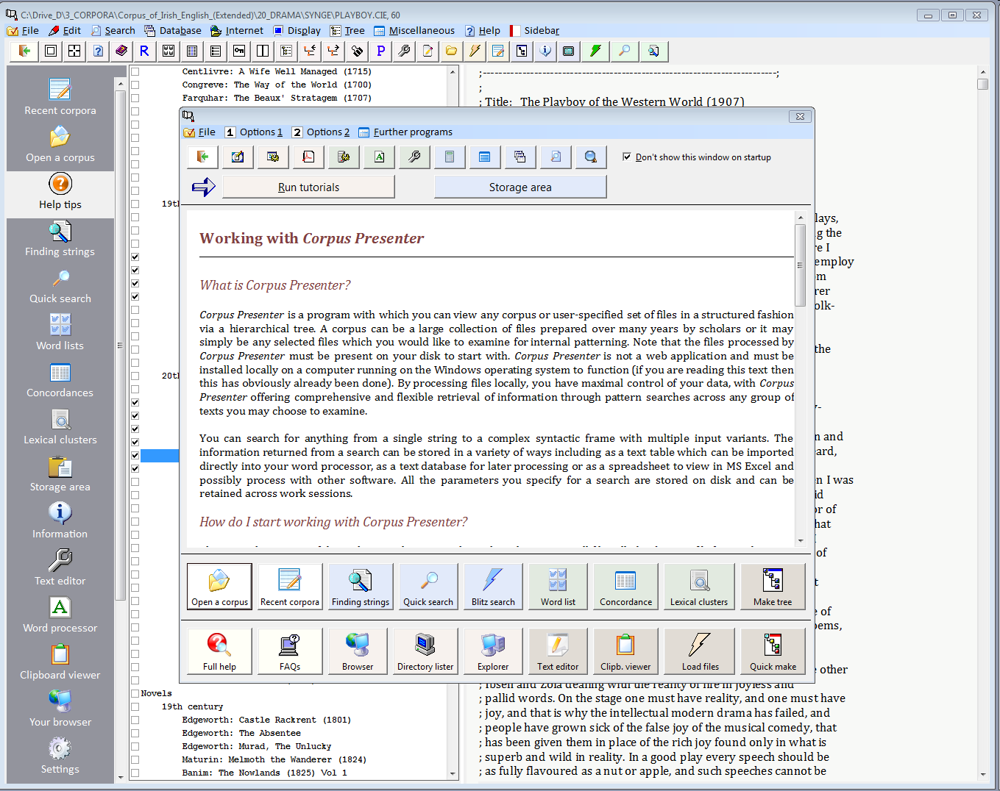 C:\Drive_D\3_CORPORA\Corpus_of_Irish_English_(Extended)\20_DRAMA\SYNGE\PLAYBOY.CIE, 60
File Edit Search Database Internet Display Tree Miscellaneous Help Sidebar
R P
Recent corpora
Open a corpus
Help tips
Finding strings
Quick search
Word lists
Concordances
Lexical clusters
Storage area
Information
Text editor
Word processor
Clipboard viewer
Your browser
Settings
Centlivre: A Wife Well Managed (1715)
Congreve: The Way of the World (1700)
Farquhar: The Beaux' Stratagem (1707)
19th
20th
Novels
19th century
Edgeworth: Castle Rackrent (1801)
Edgeworth: The Absentee
Edgeworth: Murad, The Unlucky
Maturin: Melmoth the Wanderer (1824)
Banim: The Nowlands (1825) Vol 1
;----------------------------------------------------------------------------;
;
; Title: The Playboy of the Western World (1907)
File 1 Options 1 2 Options 2 Further programs
Don't show this window on startup
Run tutorials Storage area
Working with Corpus Presenter
What is Corpus Presenter?
Corpus Presenter is a program with which you can view any corpus or user-specified set of files in a structured fashion
via a hierarchical tree. A corpus can be a large collection of files prepared over many years by scholars or it may
simply be any selected files which you would like to examine for internal patterning. Note that the files processed by
Corpus Presenter must be present on your disk to start with. Corpus Presenter is not a web application and must be
installed locally on a computer running on the Windows operating system to function (if you are reading this text then
this has obviously already been done). By processing files locally, you have maximal control of your data, with Corpus
Presenter offering comprehensive and flexible retrieval of information through pattern searches across any group of
texts you may choose to examine.
You can search for anything from a single string to a complex syntactic frame with multiple input variants. The
information returned from a search can be stored in a variety of ways including as a text table which can be imported
directly into your word processor, as a text database for later processing or as a spreadsheet to view in MS Excel and
possibly process with other software. All the parameters you specify for a search are stored on disk and can be
retained across work sessions.
How do I start working with Corpus Presenter?
Open a corpus Recent corpora Finding strings Quick search Blitz search Word list Concordance Lexical clusters Make tree
Full help FAQs Browser Directory lister Explorer Text editor Clipb. viewer Load files Quick make
lays,
g the
re I
employ
m
rer
olk-
the
y-
n and
ard,
n I was
id
or of
hat
of
t
e of
oems,
other
; Ibsen and Zola dealing with the reality of life in joyless and
; pallid words. On the stage one must have reality, and one must have
; joy, and that is why the intellectual modern drama has failed, and
; people have grown sick of the false joy of the musical comedy, that
; has been given them in place of the rich joy found only in what is
; superb and wild in reality. In a good play every speech should be
; as fully flavoured as a nut or apple, and such speeches cannot be